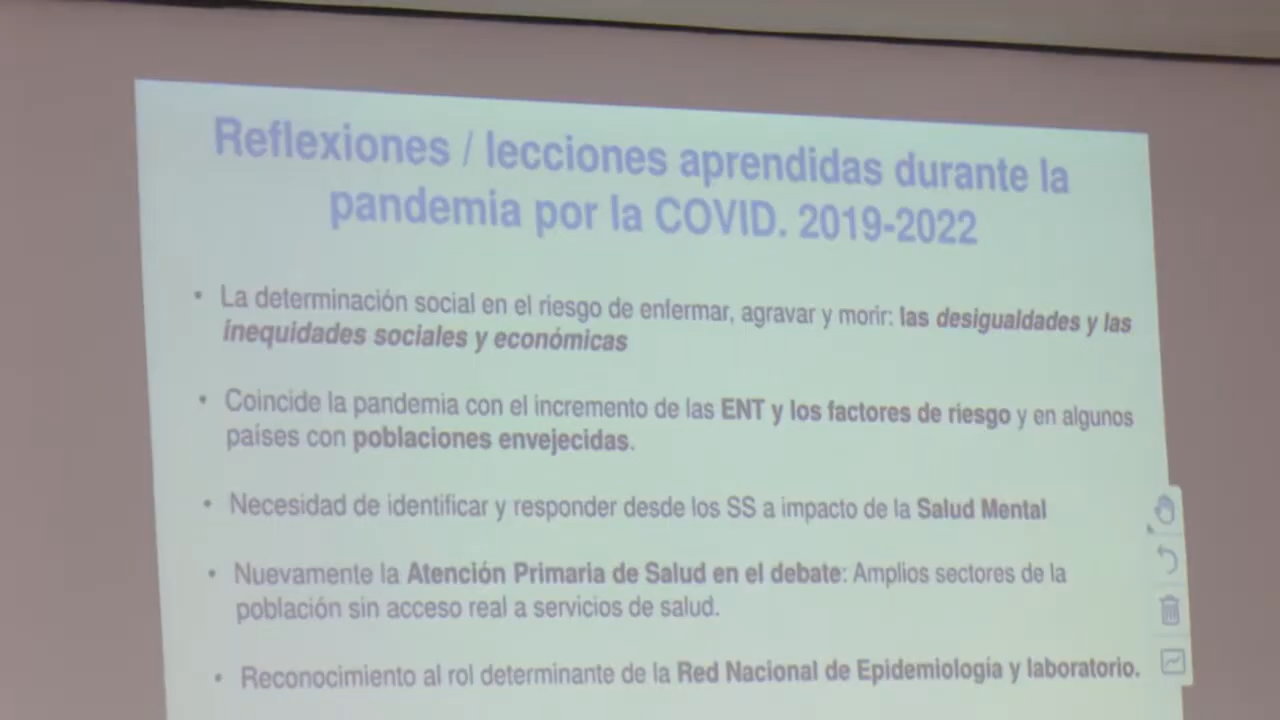 Reflexiones / lecciones aprendidas durante la
pandemia por la COVID. 2019-2022
• La determinación social en el riesgo de enfermar, agravar y morir: las desigualdades y las
inequidades sociales y económicas
• Coincide la pandemia con el incremento de las ENT y los factores de riesgo y en algunos
países con poblaciones envejecidas.
• Necesidad de identificar y responder desde los SS a impacto de la Salud Mental
• Nuevamente la Atención Primaria de Salud en el debate: Amplios sectores de la
población sin acceso real a servicios de salud.
• Reconocimiento al rol determinante de la Red Nacional de Epidemiología y laboratorio.